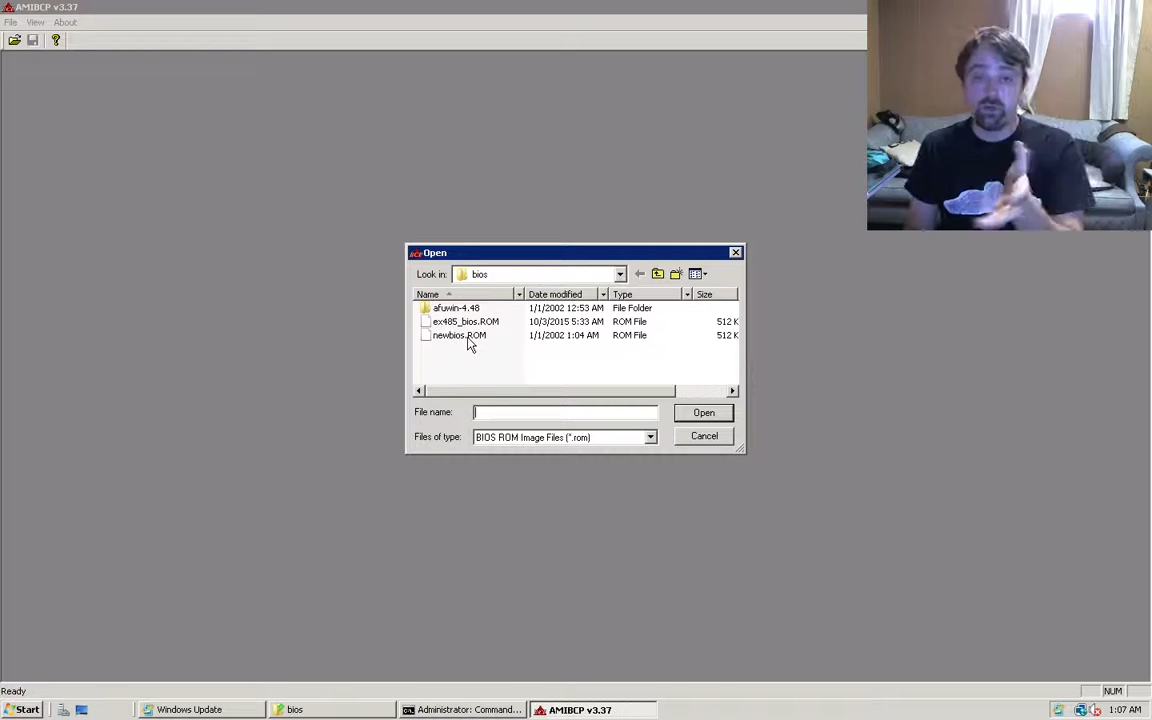 AMIBCP v3.37
File View About
Open
Look in: bios
Name Date modified Type Size
afuwin-4.48 1/1/2002 12:53 AM File Folder
ex485_bios.ROM 10/3/2015 5:33 AM ROM File 512 K
newbios.ROM 1/1/2002 1:04 AM ROM File 512 K
File name: Open
Files of type: BIOS ROM Image Files (*.rom) Cancel
Ready NUM
Start Windows Update bios Administrator: Command... AMIBCP v3.37 1:07 AM